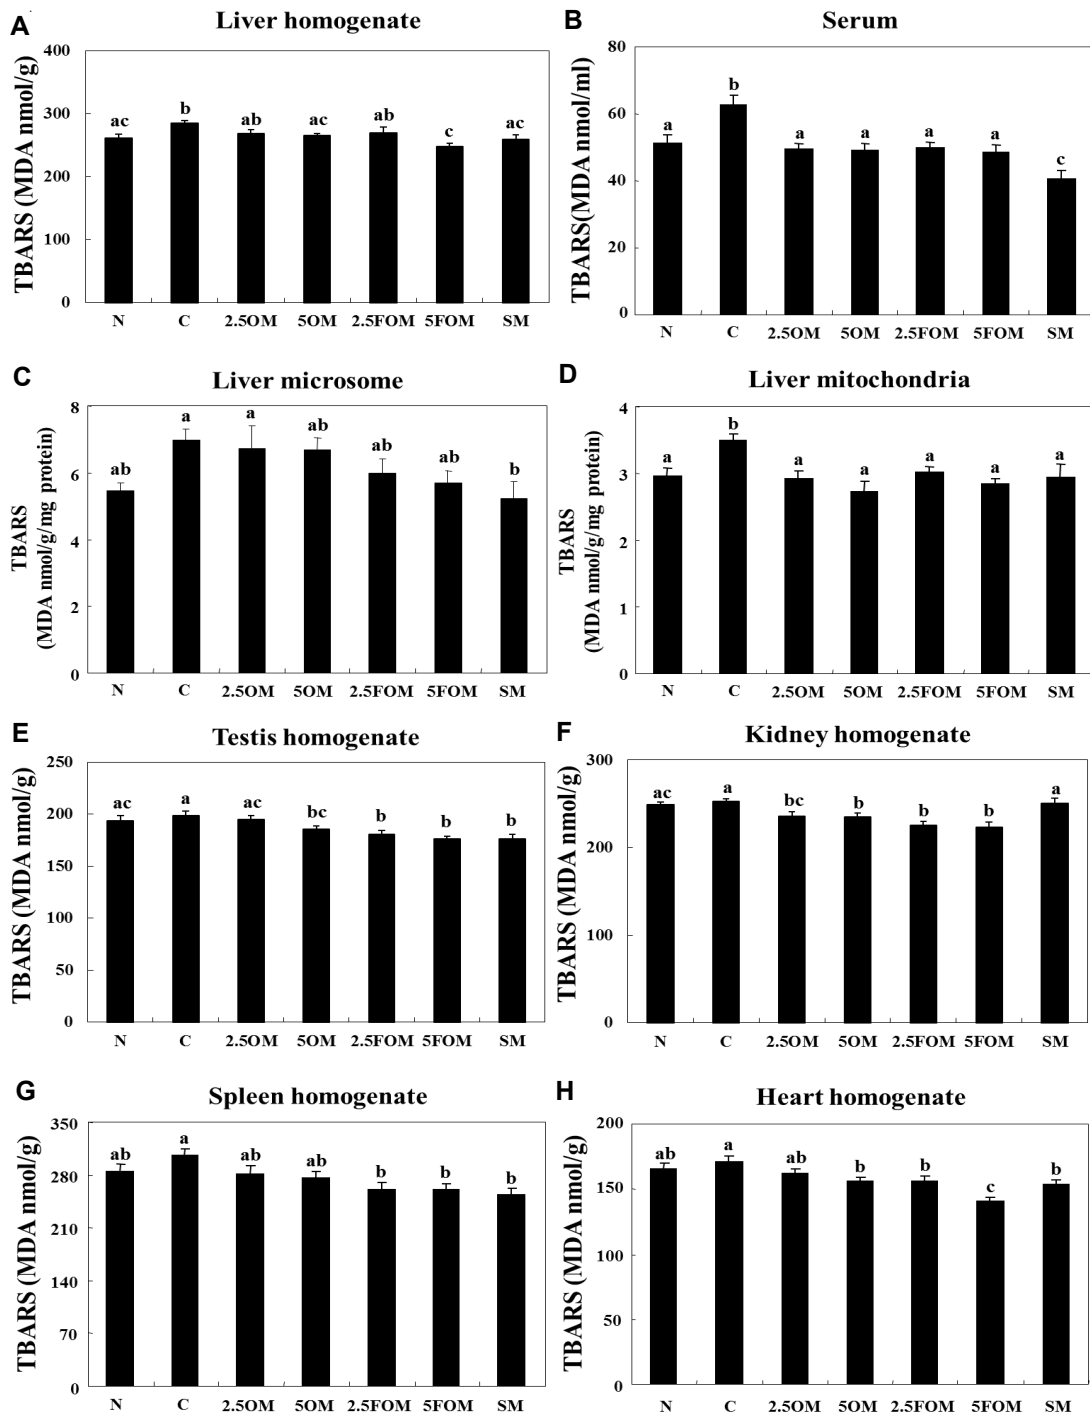 A
Liver homogenate
TBARS (MDA nmol/g)
400
300
200
100
0
ac
b
ab
ac
ab
c
ac
N
C
2.5OM
5OM
2.5FOM
5FOM
SM
B
Serum
TBARS(MDA nmol/ml)
80
60
40
20
0
a
b
a
a
a
a
c
N
C
2.5OM
5OM
2.5FOM
5FOM
SM
C
Liver microsome
TBARS
(MDA nmol/g/mg protein)
8
6
4
2
0
ab
a
a
ab
ab
ab
b
N
C
2.5OM
5OM
2.5FOM
5FOM
SM
D
Liver mitochondria
TBARS
(MDA nmol/g/mg protein)
4
3
2
1
0
a
b
a
a
a
a
a
N
C
2.5OM
5OM
2.5FOM
5FOM
SM
E
Testis homogenate
TBARS (MDA nmol/g)
250
200
150
100
50
0
ac
a
ac
bc
b
b
b
N
C
2.5OM
5OM
2.5FOM
5FOM
SM
F
Kidney homogenate
TBARS (MDA nmol/g)
300
200
100
0
ac
a
bc
b
b
b
a
N
C
2.5OM
5OM
2.5FOM
5FOM
SM
G
Spleen homogenate
TBARS (MDA nmol/g)
350
280
210
140
70
0
ab
a
ab
ab
b
b
b
N
C
2.5OM
5OM
2.5FOM
5FOM
SM
H
Heart homogenate
TBARS (MDA nmol/g)
200
150
100
50
0
ab
a
ab
b
b
c
b
N
C
2.5OM
5OM
2.5FOM
5FOM
SM